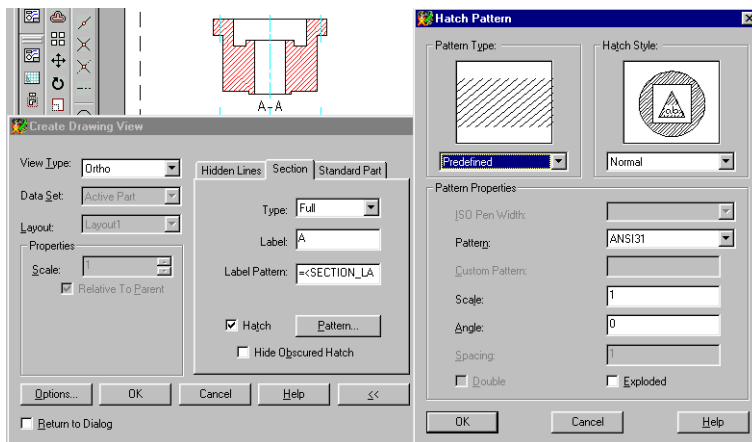 A-A
Create Drawing View
View Type: Ortho
Data Set: Active Part
Layout: Layout1
Properties
Scale: 1
Relative To Parent
Hidden Lines Section Standard Part
Type: Full
Label: A
Label Pattern: =<SECTION_LA
Hatch Pattern...
Hide Obscured Hatch
Options... OK Cancel Help <<
Return to Dialog
Hatch Pattern
Pattern Type: Hatch Style:
ab
Predefined Normal
Pattern Properties
ISO Pen Width:
Pattern: ANSI31
Custom Pattern:
Scale: 1
Angle: 0
Spacing: 1
Double Exploded
OK Cancel Help